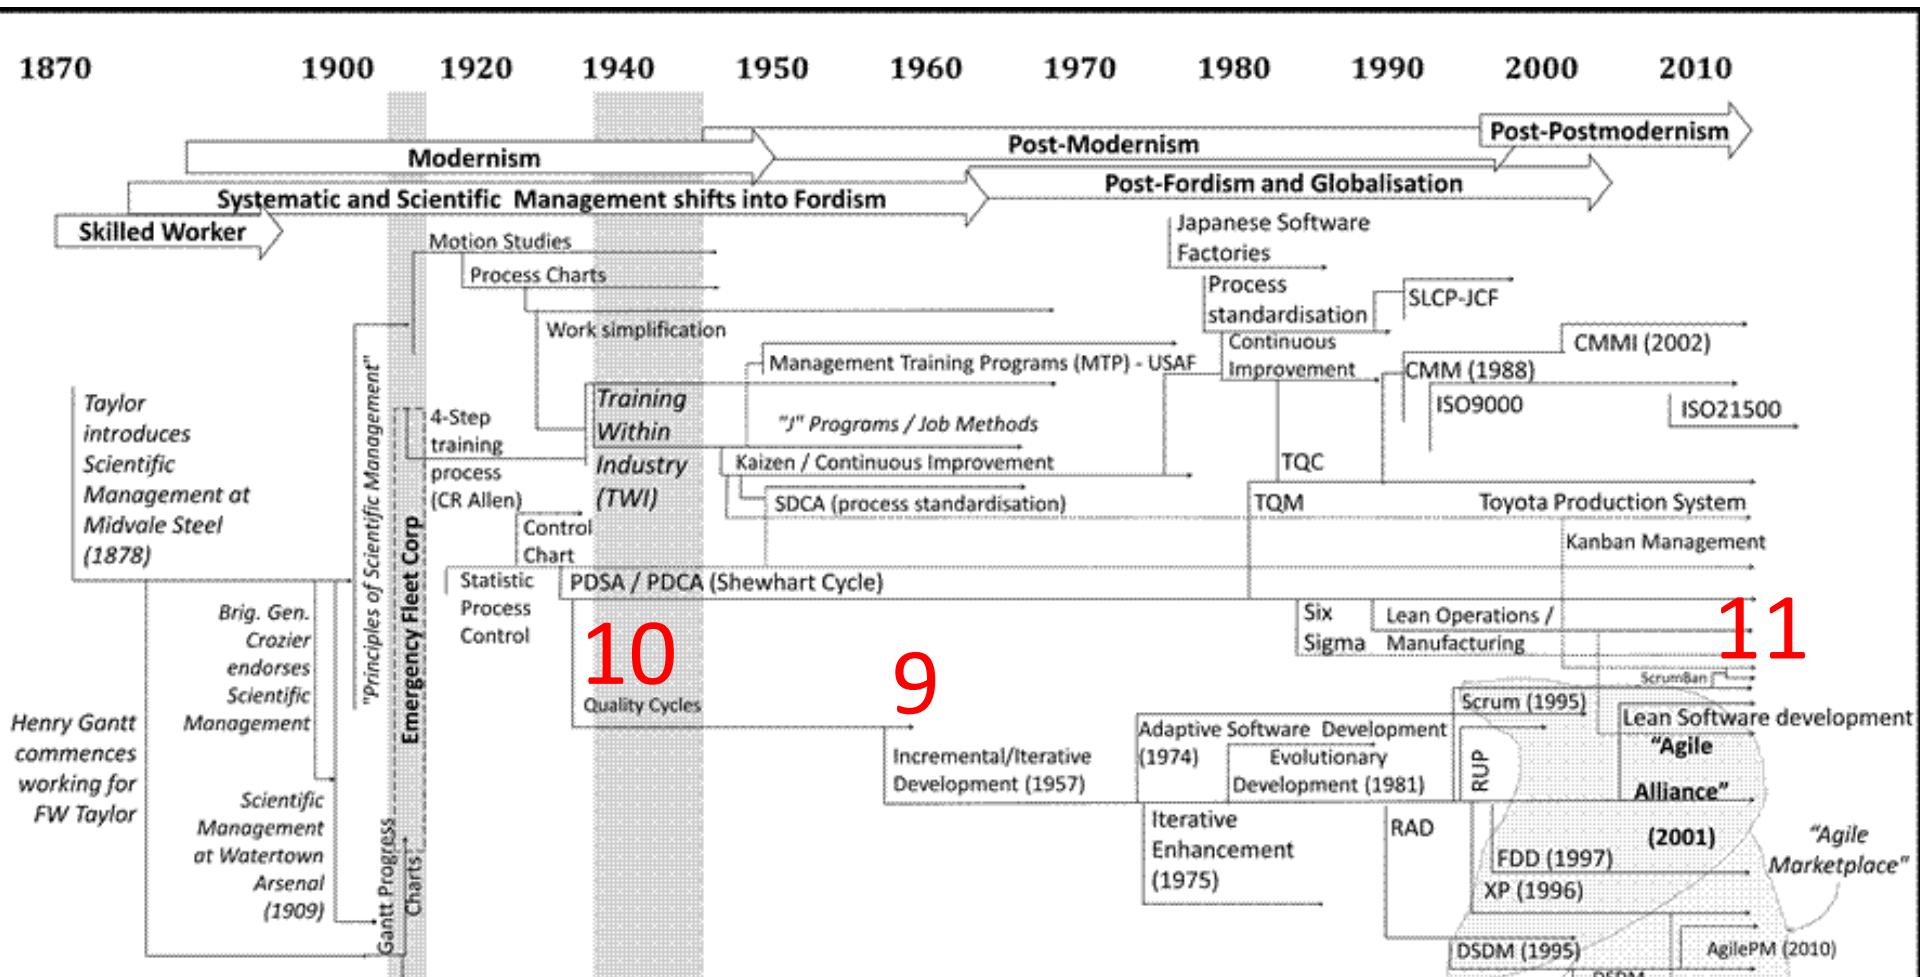 1870 1900 1920 1940 1950 1960 1970 1980 1990 2000 2010
Post-Postmodernism
Post-Modernism
Modernism
Post-Fordism and Globalisation
Systematic and Scientific Management shifts into Fordism
Skilled Worker
Japanese Software
Factories
Motion Studies
Process Charts
Process
standardisation
SLCP-JCF
Work simplification
Continuous
Improvement
CMMI (2002)
Management Training Programs (MTP) - USAF
CMM (1988)
ISO9000
ISO21500
Taylor
introduces
Scientific
Management at
Midvale Steel
(1878)
"Principles of Scientific Management"
4-Step
training
process
(CR Allen)
Training
Within
Industry
(TWI)
"J" Programs / Job Methods
Kaizen / Continuous Improvement
TQC
SDCA (process standardisation)
TQM
Toyota Production System
Control
Chart
Kanban Management
Emergency Fleet Corp
Statistic
Process
Control
PDSA / PDCA (Shewhart Cycle)
Brig. Gen.
Crozier
endorses
Scientific
Management
Six
Sigma
Lean Operations /
Manufacturing
11
10
9
Quality Cycles
ScrumBan
Scrum (1995)
Lean Software development
Henry Gantt
commences
working for
FW Taylor
Incremental/Iterative
Development (1957)
Adaptive Software Development
(1974)
Evolutionary
Development (1981)
RUP
“Agile
Alliance”
(2001)
Scientific
Management
at Watertown
Arsenal
(1909)
Gantt Progress
Charts
Iterative
Enhancement
(1975)
RAD
FDD (1997)
XP (1996)
“Agile
Marketplace”
DSDM (1995)
AgilePM (2010)
DSDM